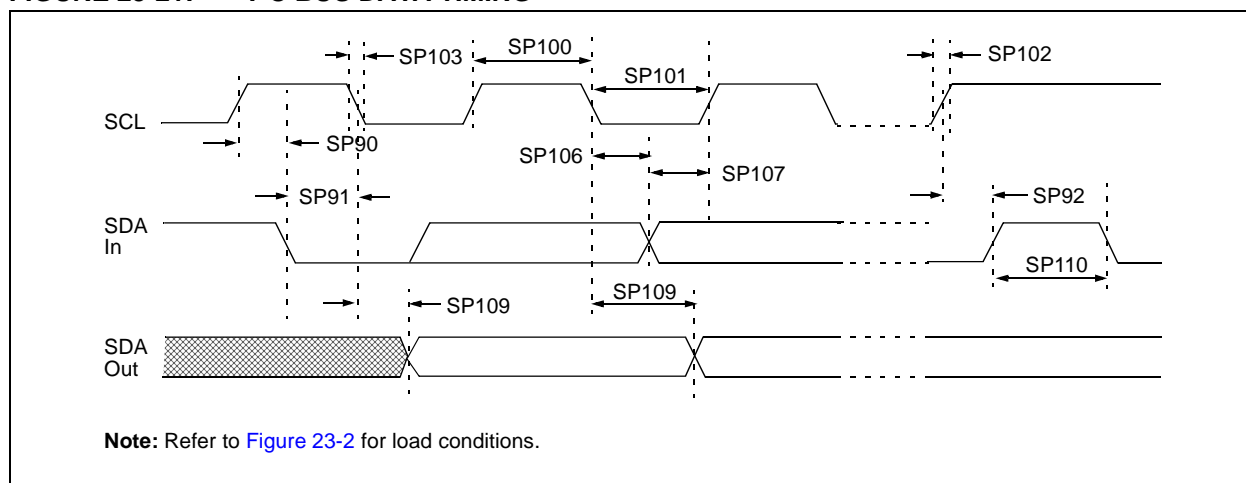 SP103
SP100
SP101
SP102
SCL
SP90
SP106
SP107
SP91
SP92
SDA
In
SP110
SP109
SP109
SDA
Out
Note: Refer to Figure 23-2 for load conditions.